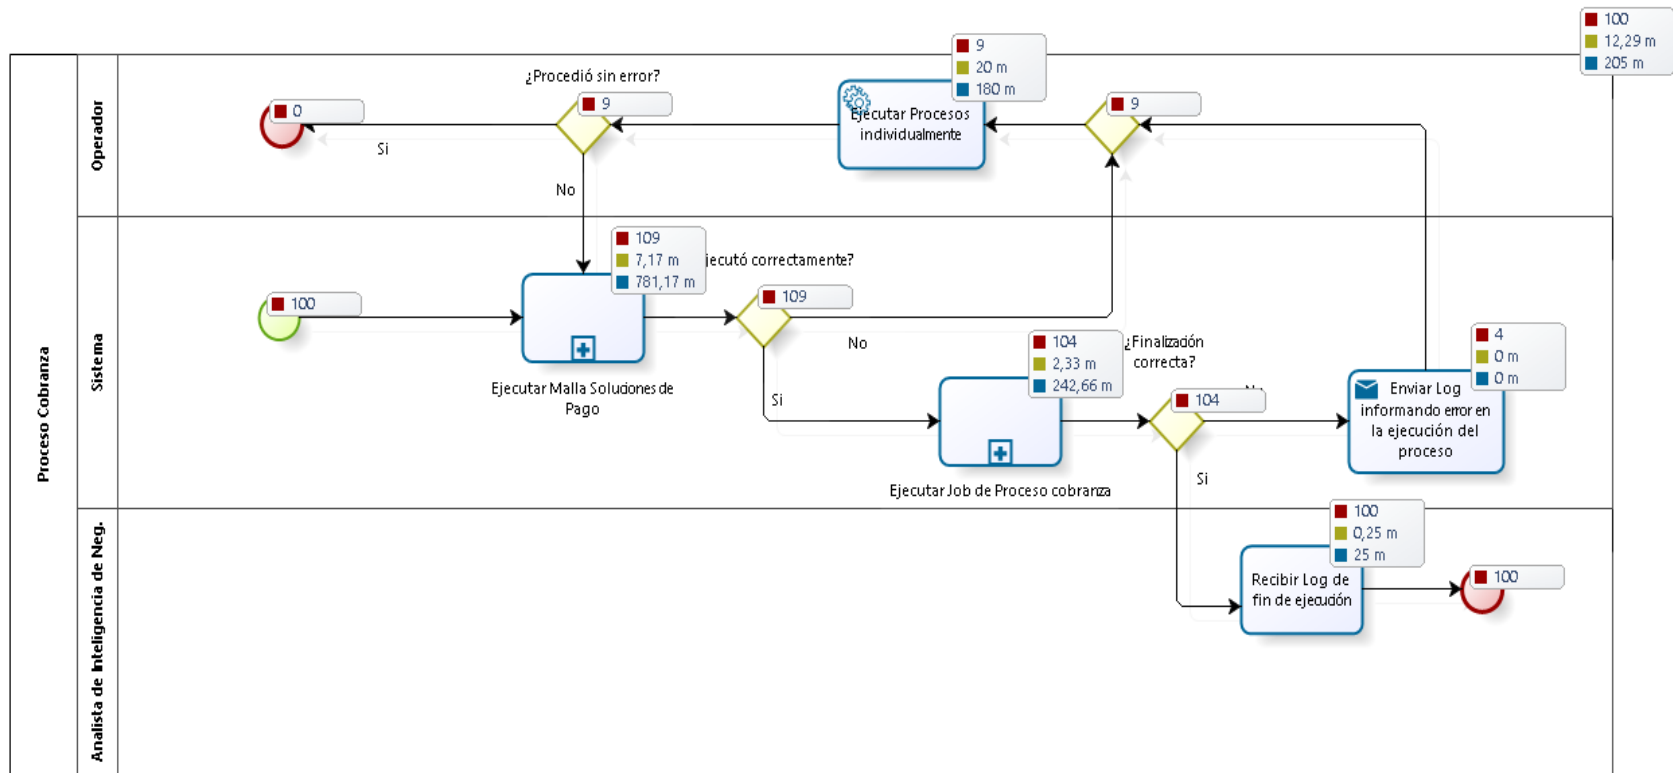 100
12,29 m
205 m
Proceso Cobranza
Operador
¿Procedió sin error?
0
9
Si
No
9
20 m
180 m
Ejecutar Procesos
individualmente
9
Sistema
100
109
7,17 m
781,17 m
Ejecutar Malla Soluciones de
Pago
jecutó correctamente?
109
No
Si
104
2,33 m
242,66 m
Ejecutar Job de Proceso cobranza
¿Finalización
correcta?
104
Si
4
0 m
0 m
Enviar Log
informando error en
la ejecución del
proceso
Analista de Inteligencia de Neg.
100
0,25 m
25 m
Recibir Log de
fin de ejecución
100